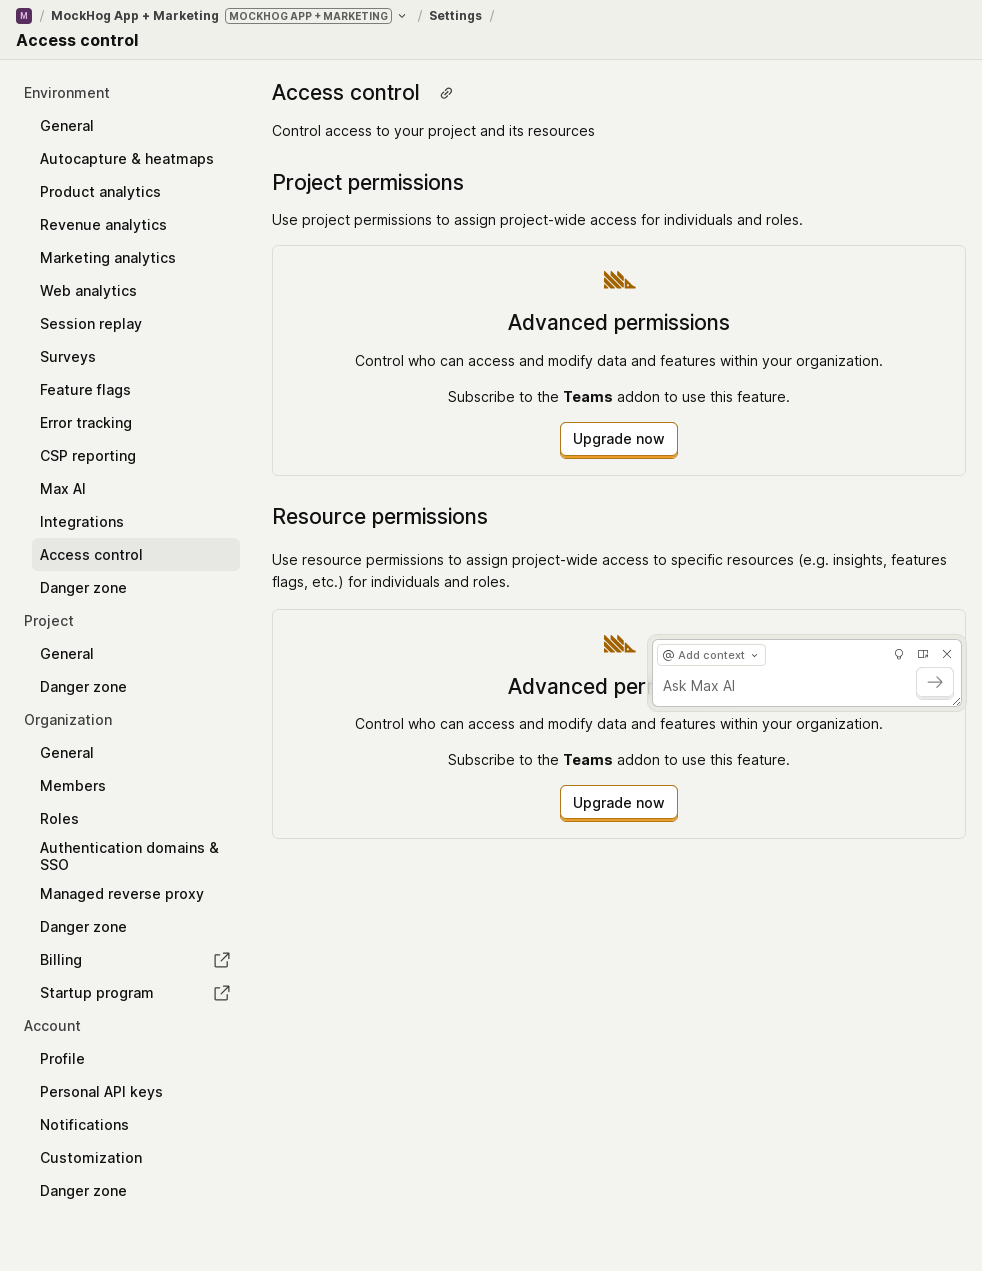 M / MockHog App + Marketing MOCKHOG APP + MARKETING / Settings /
Access control
Environment
General
Autocapture & heatmaps
Product analytics
Revenue analytics
Marketing analytics
Web analytics
Session replay
Surveys
Feature flags
Error tracking
CSP reporting
Max AI
Integrations
Access control
Danger zone
Project
General
Danger zone
Organization
General
Members
Roles
Authentication domains &
SSO
Managed reverse proxy
Danger zone
Billing
Startup program
Account
Profile
Personal API keys
Notifications
Customization
Danger zone
Access control
Control access to your project and its resources
Project permissions
Use project permissions to assign project-wide access for individuals and roles.
Advanced permissions
Control who can access and modify data and features within your organization.
Subscribe to the Teams addon to use this feature.
Upgrade now
Resource permissions
Use resource permissions to assign project-wide access to specific resources (e.g. insights, features
flags, etc.) for individuals and roles.
Advanced per
Control who can access and modify data and features within your organization.
Subscribe to the Teams addon to use this feature.
Upgrade now
@ Add context
Ask Max AI